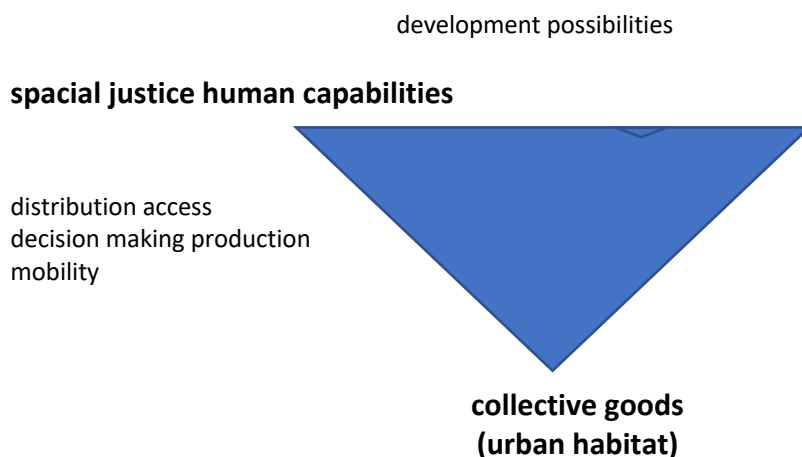 development possibilities
spacial justice human capabilities
distribution access
decision making production
mobility
collective goods
(urban habitat)